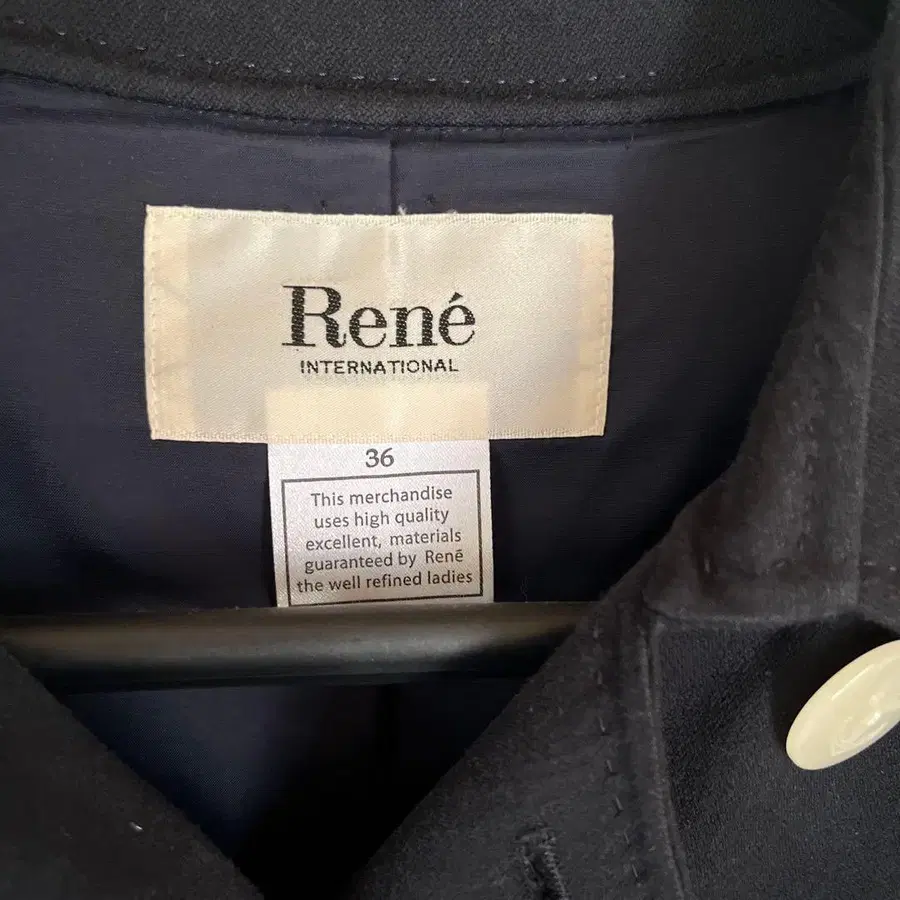 René
INTERNATIONAL
36
This merchandise
uses high quality
excellent, materials
guaranteed by René
the well refined ladies